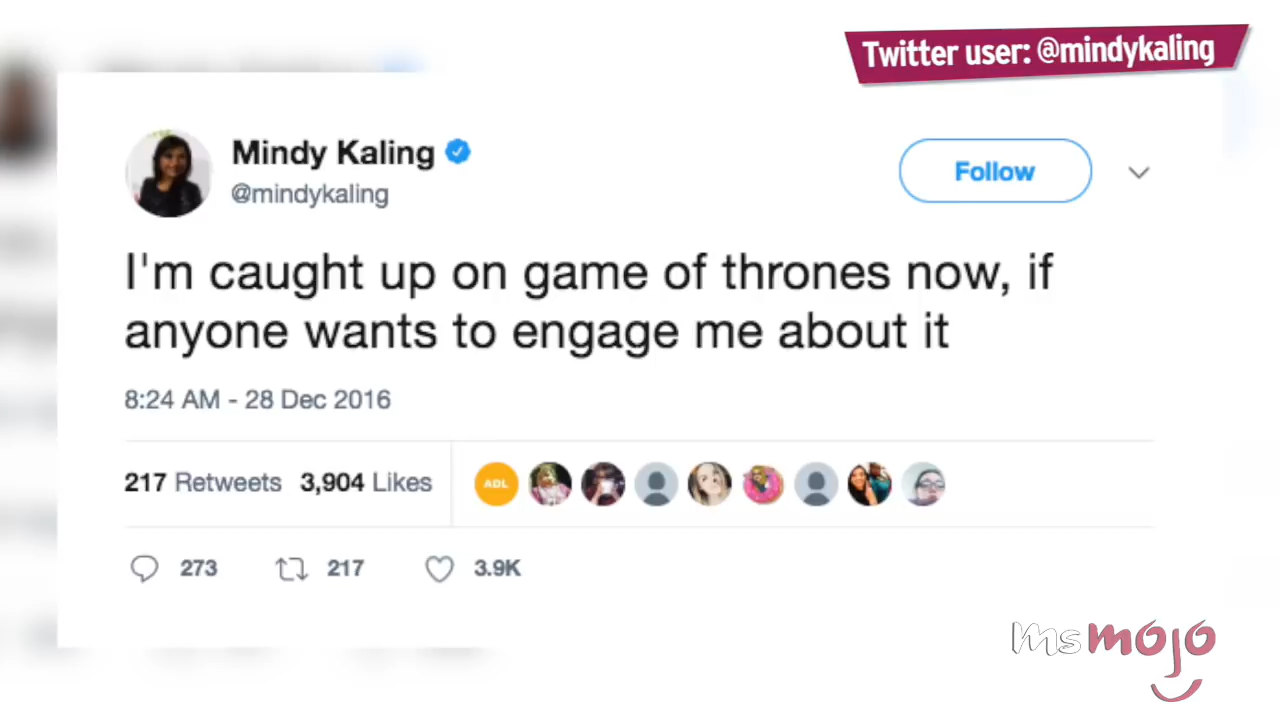 Twitter user: @mindykaling
Mindy Kaling
@mindykaling
Follow
I'm caught up on game of thrones now, if
anyone wants to engage me about it
8:24 AM - 28 Dec 2016
217 Retweets 3,904 Likes
ADL
273 217 3.9K
msmojo